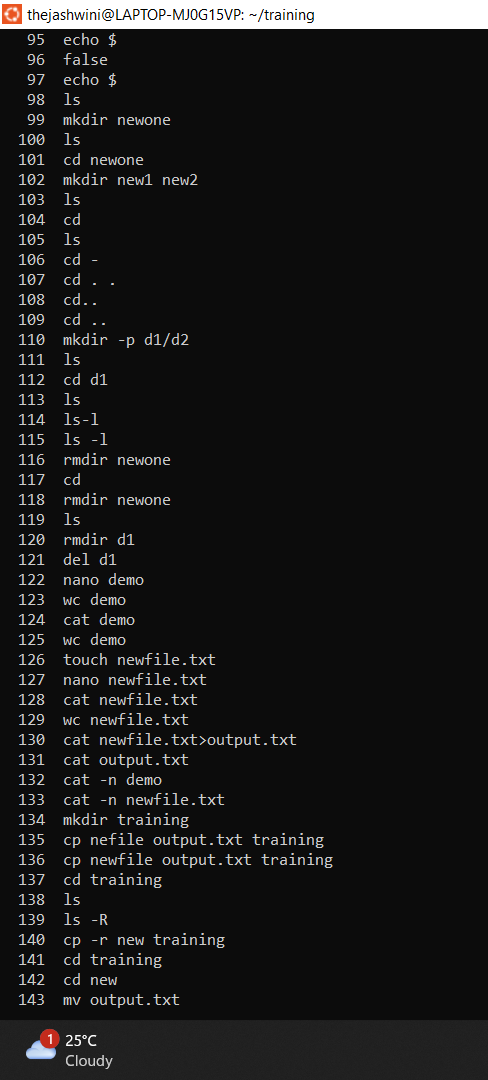 thejashwini@LAPTOP-MJ0G15VP: ~/training
95 echo $
96 false
97 echo $
98 ls
99 mkdir newone
100 ls
101 cd newone
102 mkdir new1 new2
103 ls
104 cd
105 ls
106 cd -
107 cd . .
108 cd..
109 cd ..
110 mkdir -p d1/d2
111 ls
112 cd d1
113 ls
114 ls-l
115 ls -l
116 rmdir newone
117 cd
118 rmdir newone
119 ls
120 rmdir d1
121 del d1
122 nano demo
123 wc demo
124 cat demo
125 wc demo
126 touch newfile.txt
127 nano newfile.txt
128 cat newfile.txt
129 wc newfile.txt
130 cat newfile.txt>output.txt
131 cat output.txt
132 cat -n demo
133 cat -n newfile.txt
134 mkdir training
135 cp nefile output.txt training
136 cp newfile output.txt training
137 cd training
138 ls
139 ls -R
140 cp -r new training
141 cd training
142 cd new
143 mv output.txt
1
25°C
Cloudy